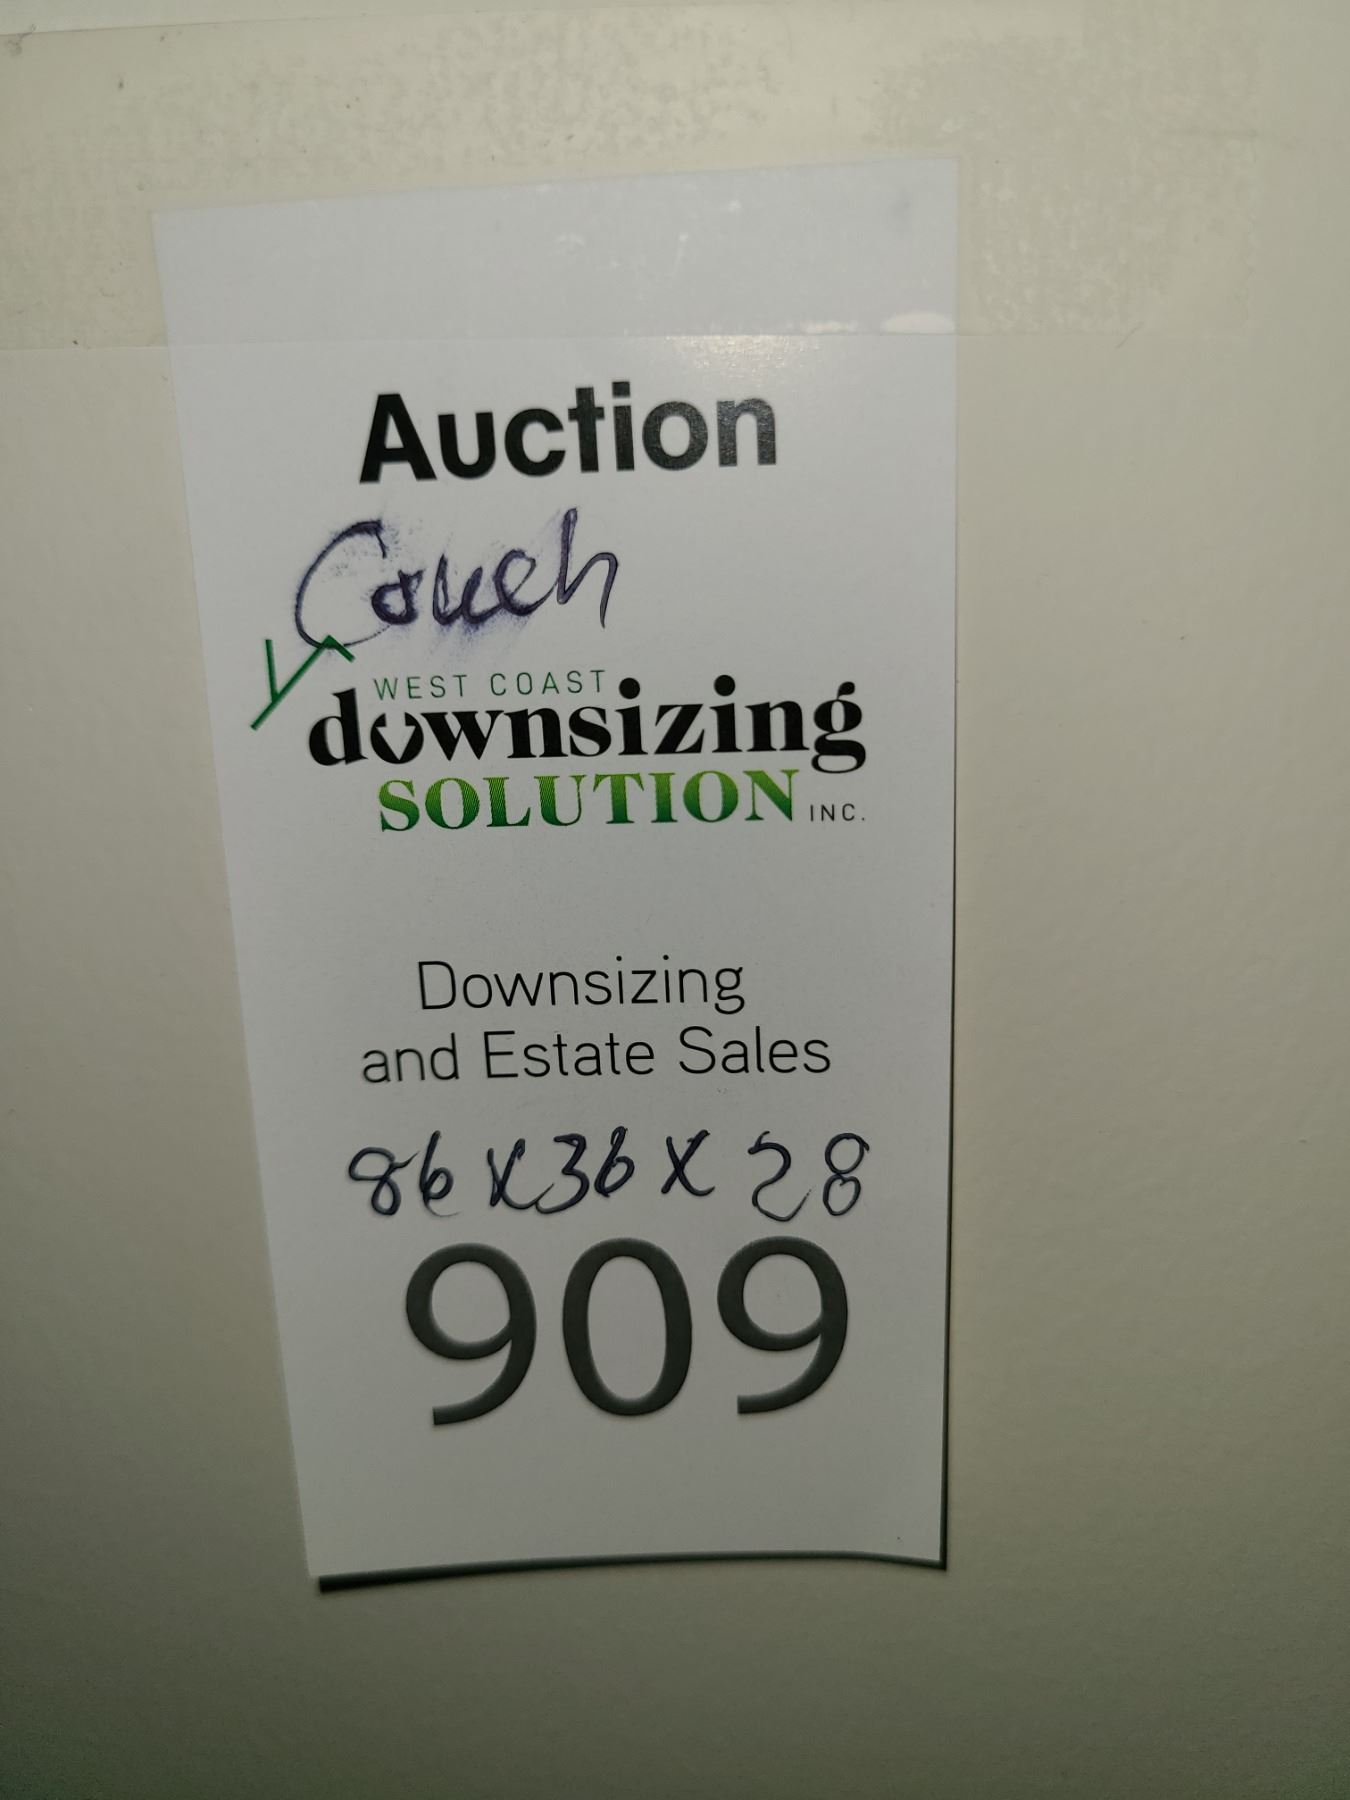 Auction
Couch
WEST COAST
downsizing
SOLUTION INC.
Downsizing
and Estate Sales
86 x 36 x 28
909